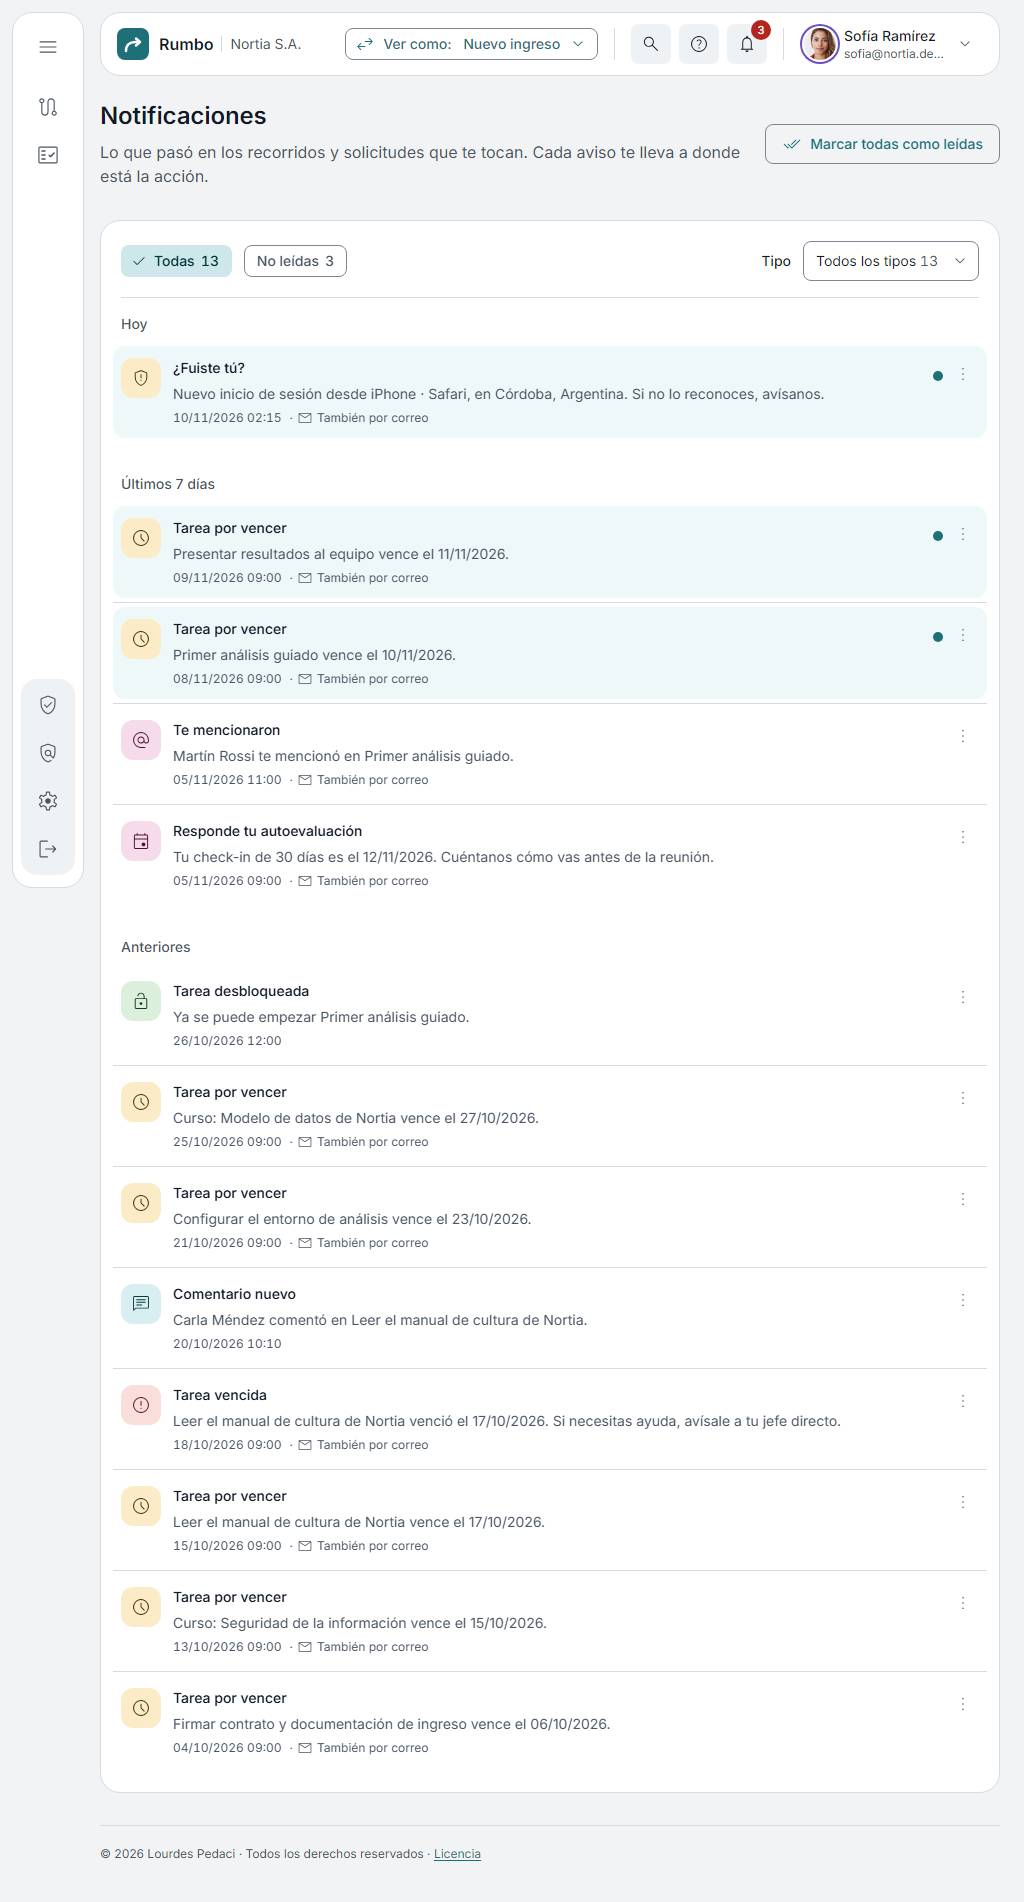 Rumbo
Nortia S.A.
Ver como: Nuevo ingreso
3
Sofía Ramírez
sofia@nortia.de...
Notificaciones
Lo que pasó en los recorridos y solicitudes que te tocan. Cada aviso te lleva a donde
está la acción.
Marcar todas como leídas
Todas 13
No leídas 3
Tipo
Todos los tipos 13
Hoy
¿Fuiste tú?
Nuevo inicio de sesión desde iPhone · Safari, en Córdoba, Argentina. Si no lo reconoces, avísanos.
10/11/2026 02:15 · También por correo
Últimos 7 días
Tarea por vencer
Presentar resultados al equipo vence el 11/11/2026.
09/11/2026 09:00 · También por correo
Tarea por vencer
Primer análisis guiado vence el 10/11/2026.
08/11/2026 09:00 · También por correo
Te mencionaron
Martín Rossi te mencionó en Primer análisis guiado.
05/11/2026 11:00 · También por correo
Responde tu autoevaluación
Tu check-in de 30 días es el 12/11/2026. Cuéntanos cómo vas antes de la reunión.
05/11/2026 09:00 · También por correo
Anteriores
Tarea desbloqueada
Ya se puede empezar Primer análisis guiado.
26/10/2026 12:00
Tarea por vencer
Curso: Modelo de datos de Nortia vence el 27/10/2026.
25/10/2026 09:00 · También por correo
Tarea por vencer
Configurar el entorno de análisis vence el 23/10/2026.
21/10/2026 09:00 · También por correo
Comentario nuevo
Carla Méndez comentó en Leer el manual de cultura de Nortia.
20/10/2026 10:10
Tarea vencida
Leer el manual de cultura de Nortia venció el 17/10/2026. Si necesitas ayuda, avísale a tu jefe directo.
18/10/2026 09:00 · También por correo
Tarea por vencer
Leer el manual de cultura de Nortia vence el 17/10/2026.
15/10/2026 09:00 · También por correo
Tarea por vencer
Curso: Seguridad de la información vence el 15/10/2026.
13/10/2026 09:00 · También por correo
Tarea por vencer
Firmar contrato y documentación de ingreso vence el 06/10/2026.
04/10/2026 09:00 · También por correo
© 2026 Lourdes Pedaci · Todos los derechos reservados · Licencia